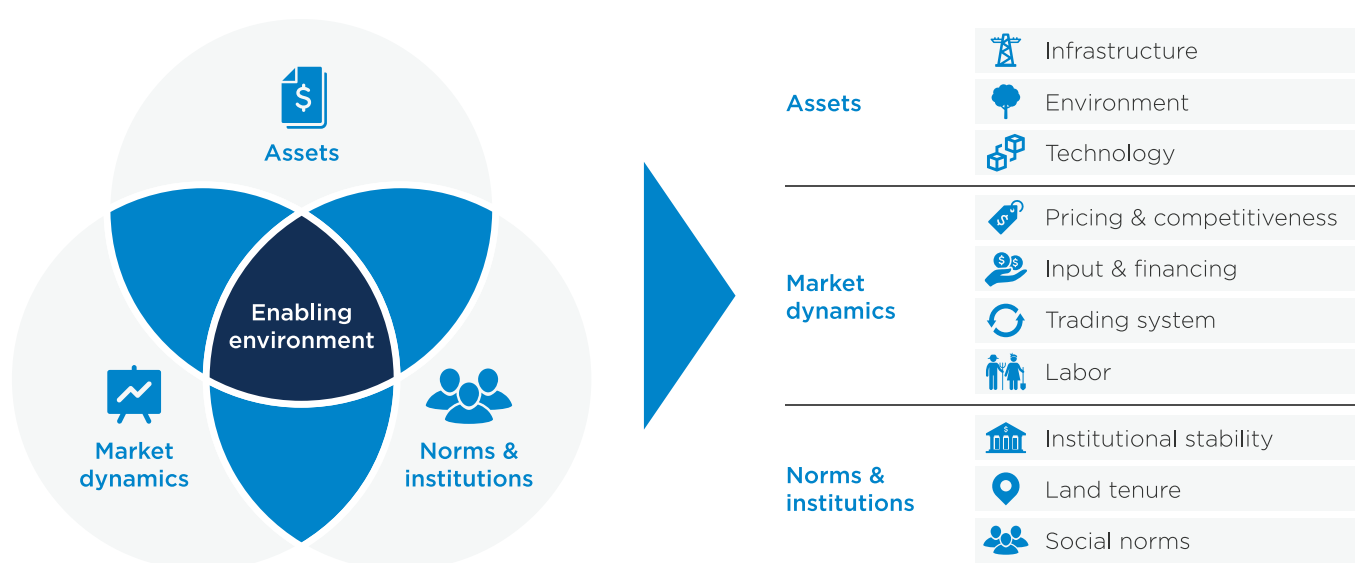 Assets
Enabling
environment
Market
dynamics
Norms &
institutions
Assets
Infrastructure
Environment
Technology
Market
dynamics
Pricing & competitiveness
Input & financing
Trading system
Labor
Norms &
institutions
Institutional stability
Land tenure
Social norms